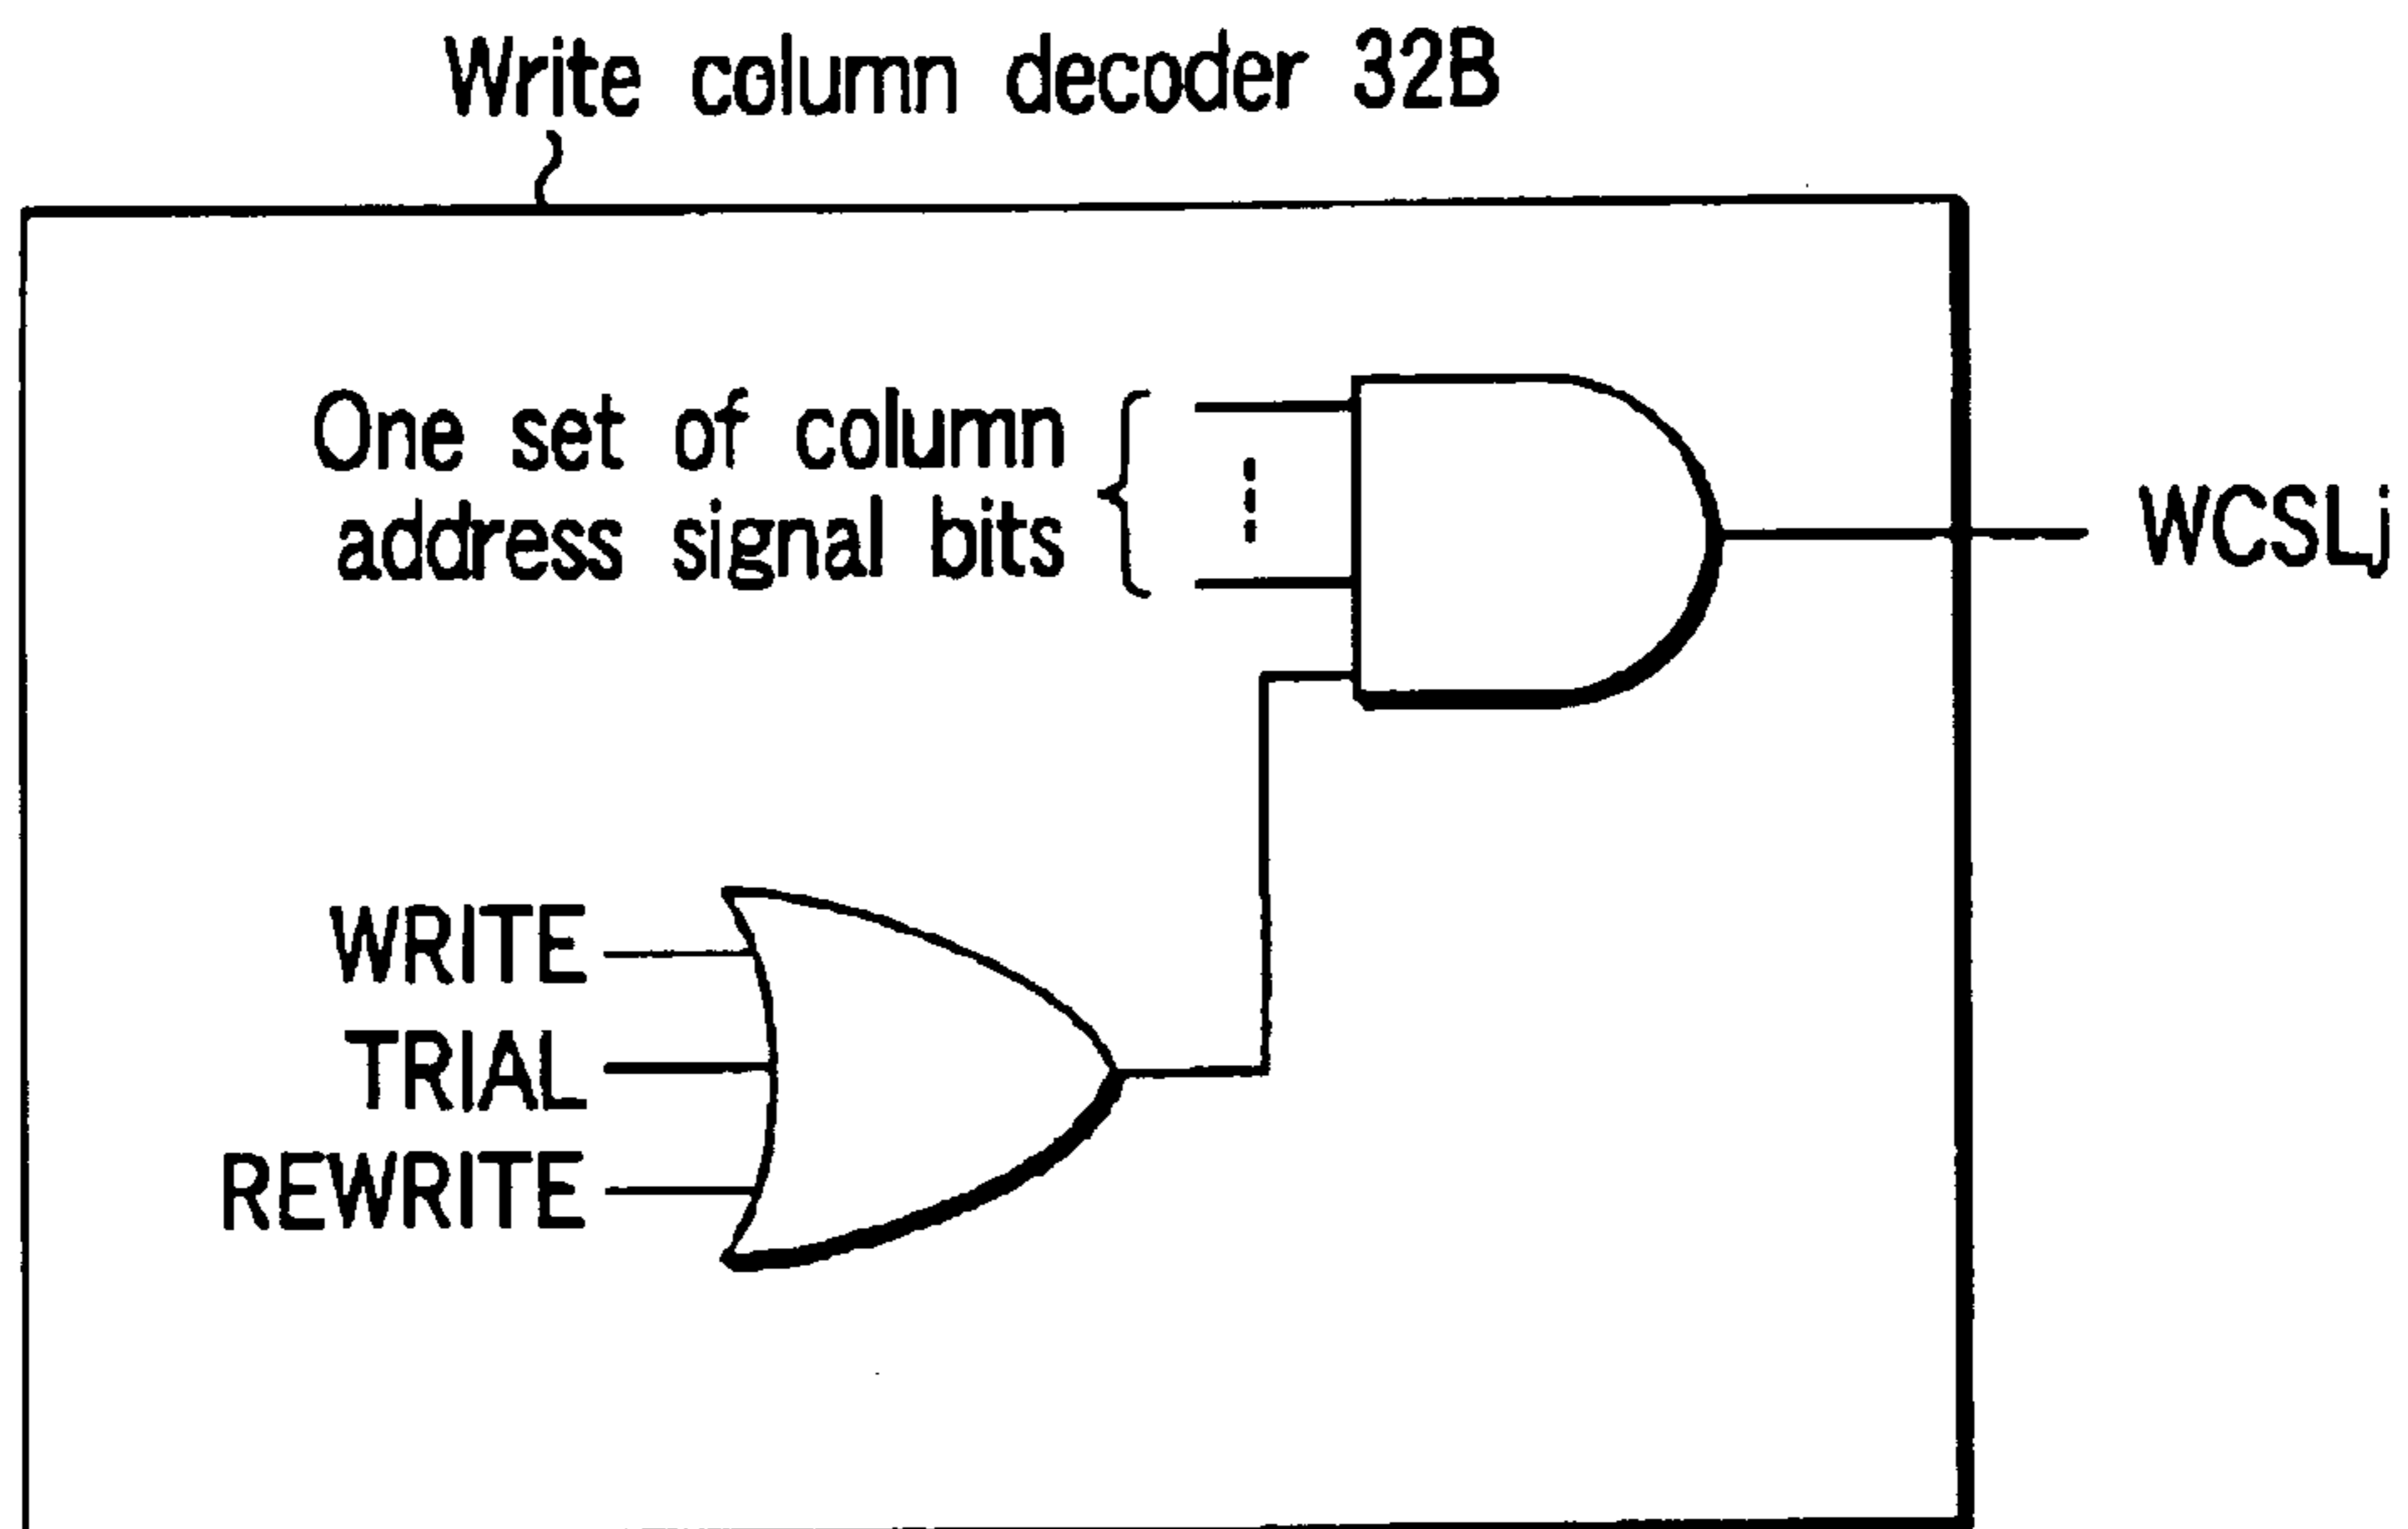 Write column decoder 32B
One set of column
address signal bits
WCSLj
WRITE
TRIAL
REWRITE